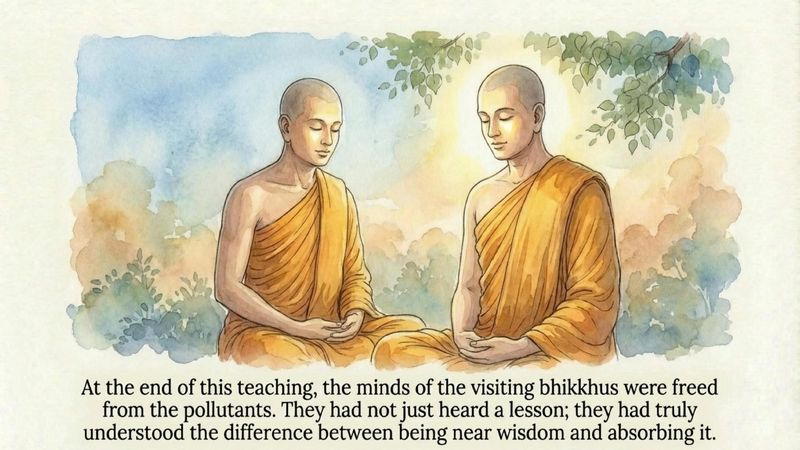 At the end of this teaching, the minds of the visiting bhikkhus were freed
from the pollutants. They had not just heard a lesson; they had truly
understood the difference between being near wisdom and absorbing it.